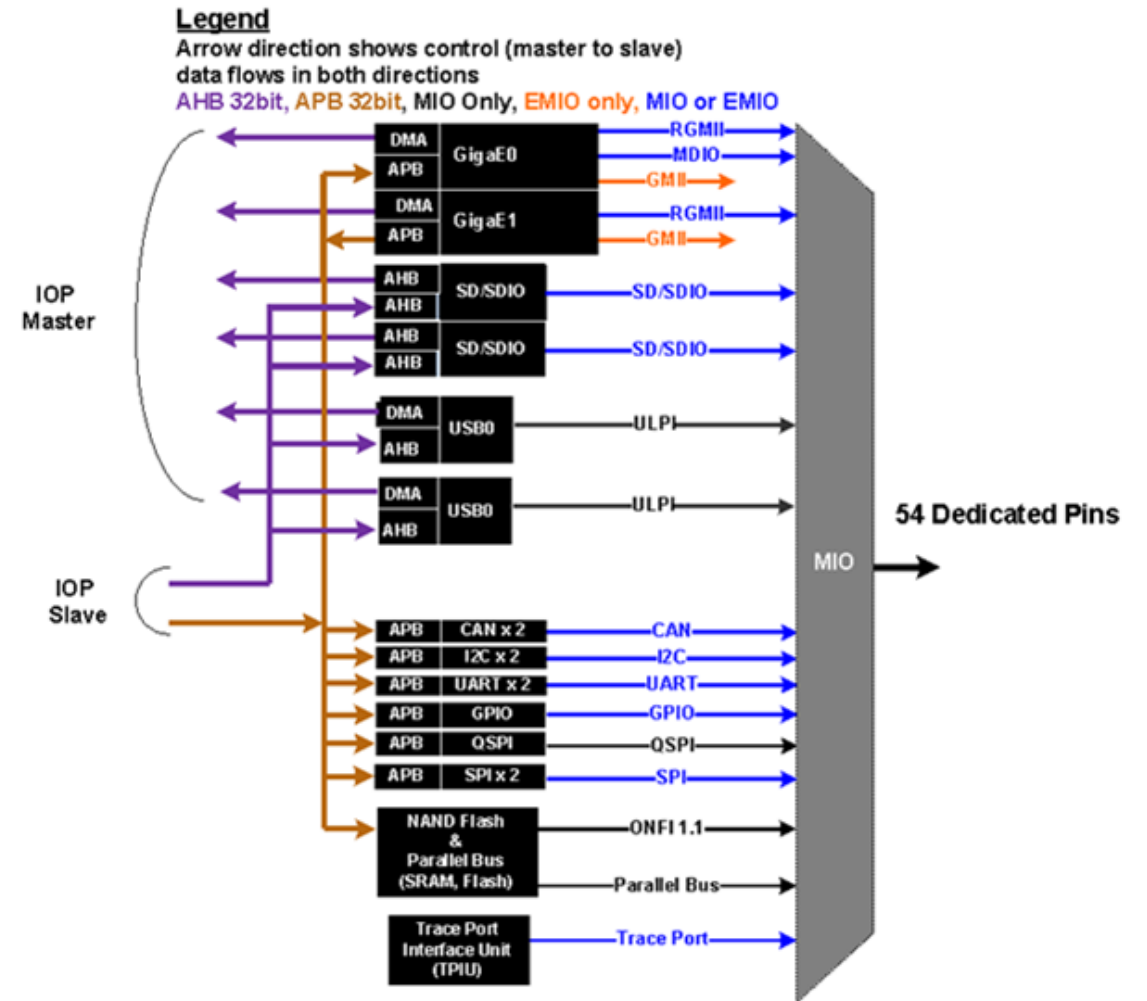 Legend
Arrow direction shows control (master to slave)
data flows in both directions
AHB 32bit, APB 32bit, MIO Only, EMIO only, MIO or EMIO
IOP
Master
IOP
Slave
DMA
APB
GigaE0
RGMII
MDIO
GMII
DMA
APB
GigaE1
RGMII
GMII
AHB
AHB
SD/SDIO
SD/SDIO
AHB
AHB
SD/SDIO
SD/SDIO
DMA
AHB
USB0
ULPI
DMA
AHB
USB0
ULPI
APB CAN x 2 CAN
APB I2C x 2 I2C
APB UART x 2 UART
APB GPIO GPIO
APB QSPI QSPI
APB SPI x 2 SPI
NAND Flash
&
Parallel Bus
(SRAM, Flash)
ONFI 1.1
Parallel Bus
Trace Port
Interface Unit
(TPIU)
Trace Port
MIO
54 Dedicated Pins